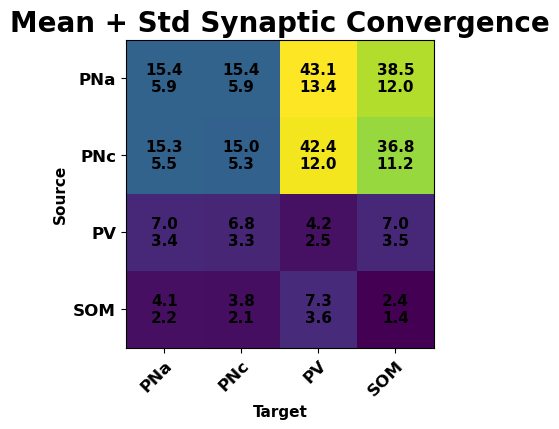 Mean + Std Synaptic Convergence
PNa
15.4 15.4 43.1 38.5
5.9 5.9 13.4 12.0
PNc
15.3 15.0 42.4 36.8
5.5 5.3 12.0 11.2
Source
PV
7.0 6.8 4.2 7.0
3.4 3.3 2.5 3.5
SOM
4.1 3.8 7.3 2.4
2.2 2.1 3.6 1.4
PNa PNc PV SOM
Target